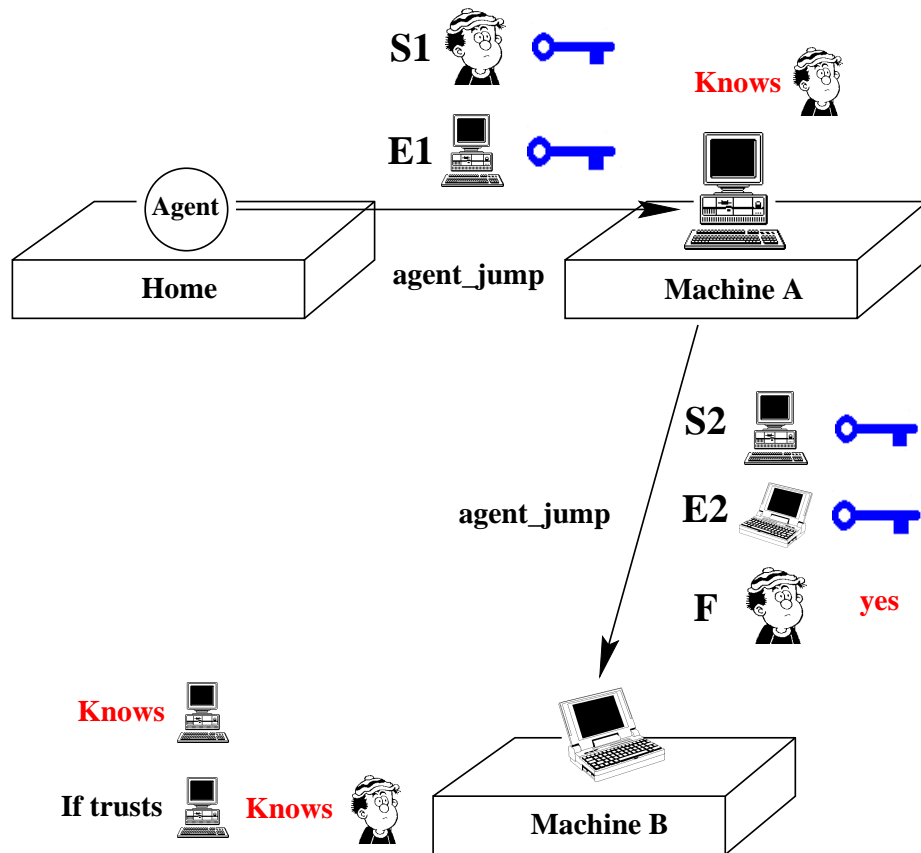 S1
Knows
E1
Agent
agent_jump
Home
Machine A
S2
agent_jump
E2
F
yes
Knows
If trusts
Knows
Machine B